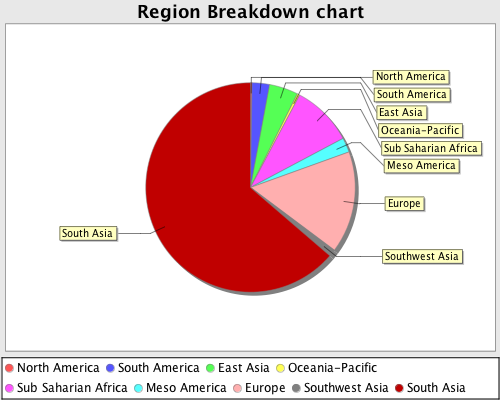 Region Breakdown chart
North America
South America
East Asia
Oceania-Pacific
Sub Saharian Africa
Meso America
Europe
South Asia
Southwest Asia
North America South America East Asia Oceania-Pacific
Sub Saharian Africa Meso America Europe Southwest Asia South Asia